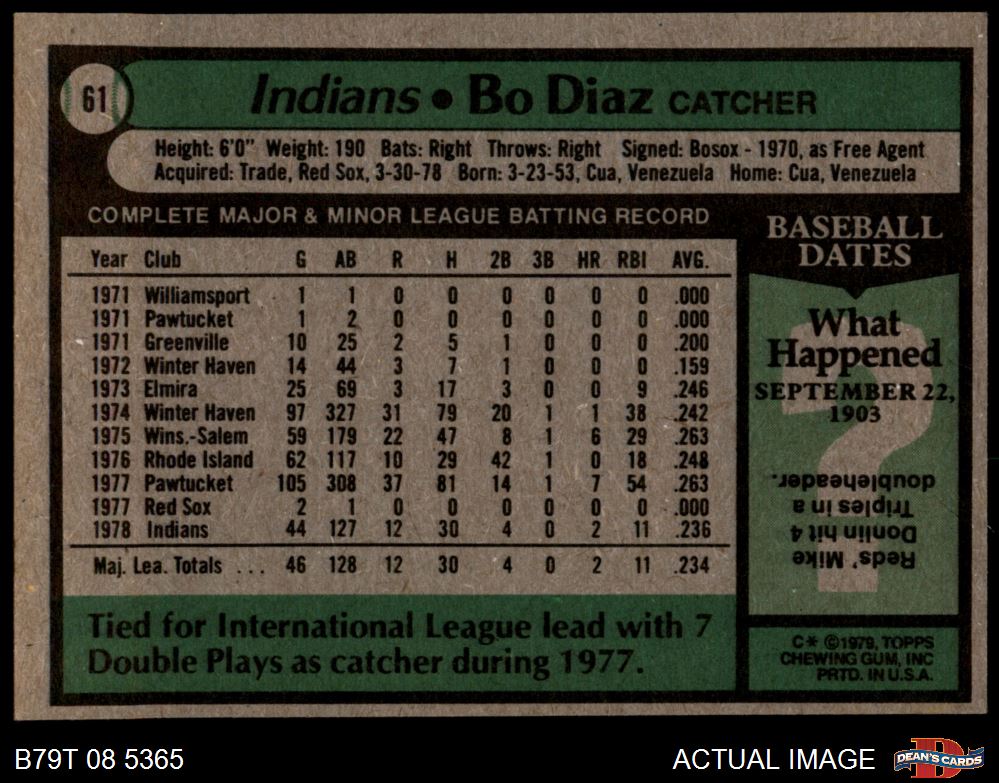 61
Indians • Bo Diaz CATCHER
Height: 6'0" Weight: 190 Bats: Right Throws: Right Signed: Bosox - 1970, as Free Agent
Acquired: Trade, Red Sox, 3-30-78 Born: 3-23-53, Cua, Venezuela Home: Cua, Venezuela
COMPLETE MAJOR & MINOR LEAGUE BATTING RECORD
Year Club G AB R H 2B 3B HR RBI AVG.
1971 Williamsport 1 1 0 0 0 0 0 0 .000
1971 Pawtucket 1 2 0 0 0 0 0 0 .000
1971 Greenville 10 25 2 5 1 0 0 0 .200
1972 Winter Haven 14 44 3 7 1 0 0 0 .159
1973 Elmira 25 69 3 17 3 0 0 9 .246
1974 Winter Haven 97 327 31 79 20 1 1 38 .242
1975 Wins.-Salem 59 179 22 47 8 1 6 29 .263
1976 Rhode Island 62 117 10 29 42 1 0 18 .248
1977 Pawtucket 105 308 37 81 14 1 7 54 .263
1977 Red Sox 2 1 0 0 0 0 0 0 .000
1978 Indians 44 127 12 30 4 0 2 11 .236
Maj. Lea. Totals ... 46 128 12 30 4 0 2 11 .234
Tied for International League lead with 7
Double Plays as catcher during 1977.
BASEBALL
DATES
What
Happened
SEPTEMBER 22,
1903
?
Reds' Mike
Donlin hit 4
Triples in a
doubleheader.
C* ©1979, TOPPS
CHEWING GUM, INC
PRTD. IN U.S.A.
B79T 08 5365
ACTUAL IMAGE
D
DEAN'S CARDS